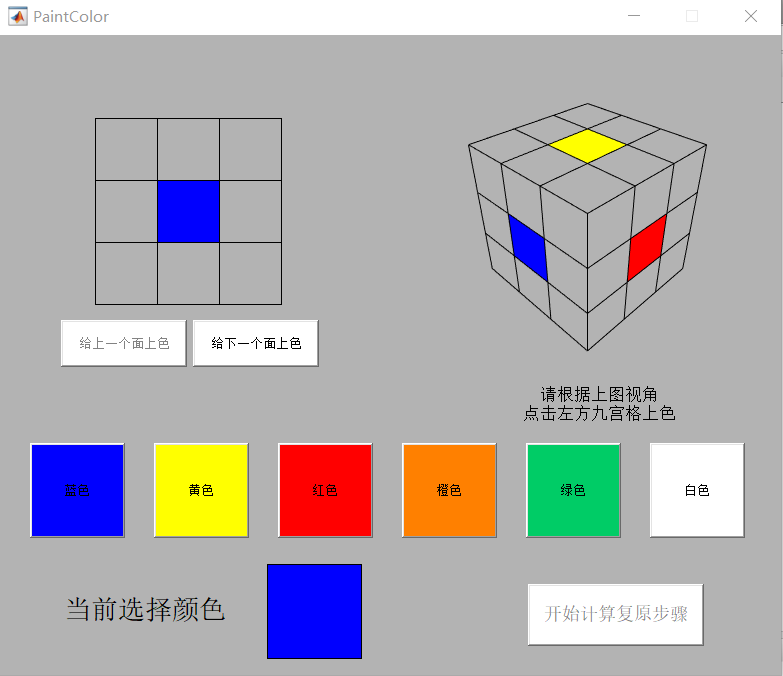 PaintColor
给上一个面上色
给下一个面上色
请根据上图视角
点击左方九宫格上色
蓝色
黄色
红色
橙色
绿色
白色
当前选择颜色
开始计算复原步骤